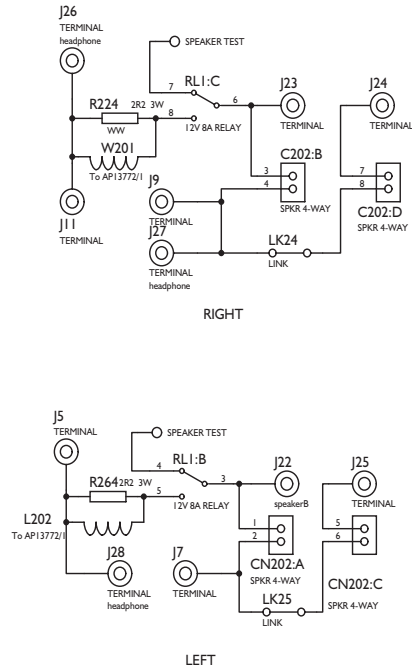 J26
TERMINAL
headphone
SPEAKER TEST
RL1:C
J23
J24
7
6
R224
2R2 3W
8
WW
12V 8A RELAY
TERMINAL
TERMINAL
W201
To AP13772/1
C202:B
3
4
7
8
J9
TERMINAL
SPKR 4-WAY
C202:D
SPKR 4-WAY
J11
TERMINAL
J27
TERMINAL
headphone
LK24
LINK
RIGHT
J5
TERMINAL
SPEAKER TEST
RL1:B
J22
J25
4
3
R264
2R2 3W
5
12V 8A RELAY
speakerB
TERMINAL
L202
To AP13772/1
1
2
5
6
J28
TERMINAL
headphone
J7
TERMINAL
CN202:A
SPKR 4-WAY
CN202:C
SPKR 4-WAY
LK25
LINK
LEFT